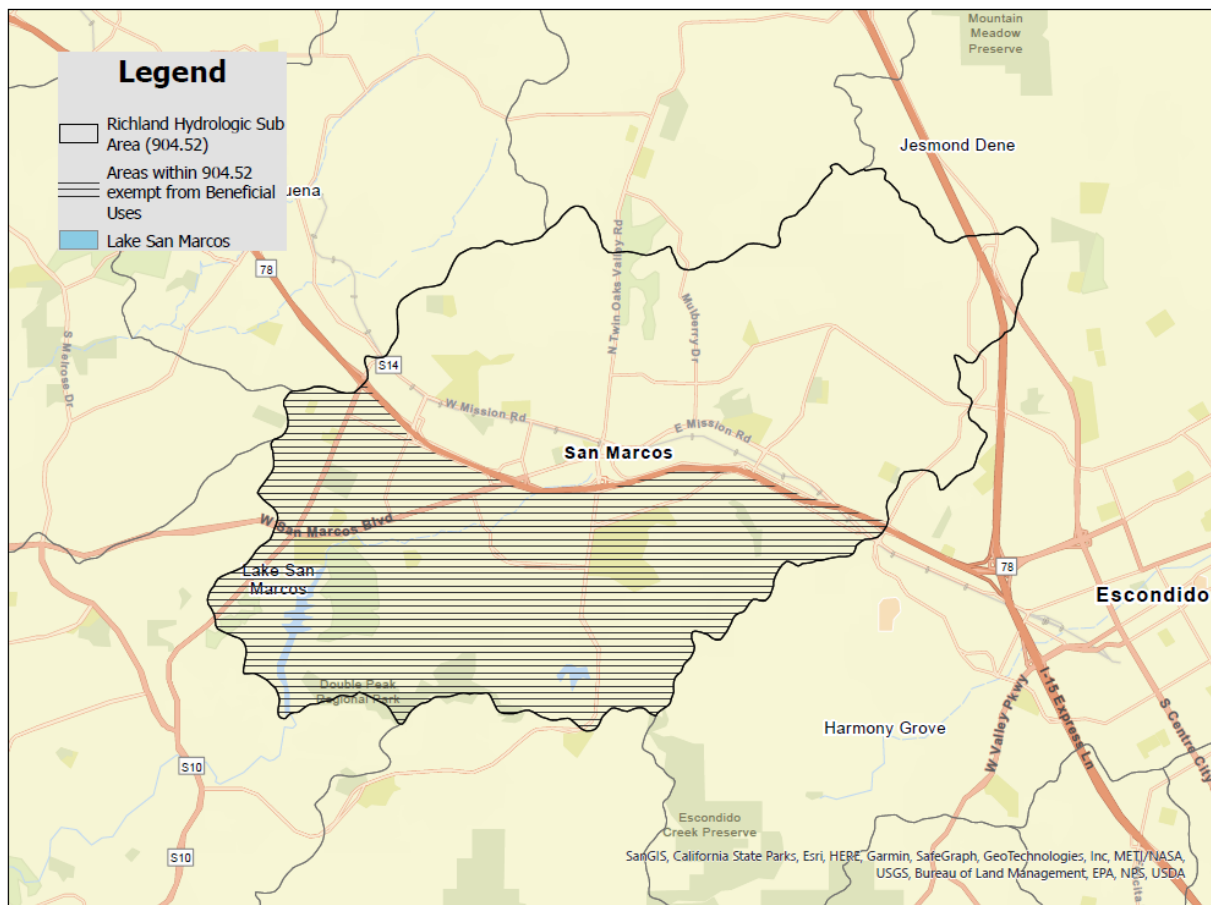 Mountain
Meadow
Preserve
Legend
Richland Hydrologic Sub
Area (904.52)
Areas within 904.52
exempt from Beneficial
Uses
Lake San Marcos
uena
Jesmond Dene
78
S Melrose Dr
N Twin Oaks Valley Rd
Mulberry Dr
S14
W Mission Rd
E Mission Rd
San Marcos
W San Marcos Blvd
Lake San
Marcos
78
Escondido
Double Peak
Regional Park
Harmony Grove
W Valley Pkwy
I-15 Express Ln
S Centre City
S10
S10
Escondido
Creek Preserve
SanGIS, California State Parks, Esri, HERE, Garmin, SafeGraph, GeoTechnologies, Inc, METI/NASA,
USGS, Bureau of Land Management, EPA, NPS, USDA